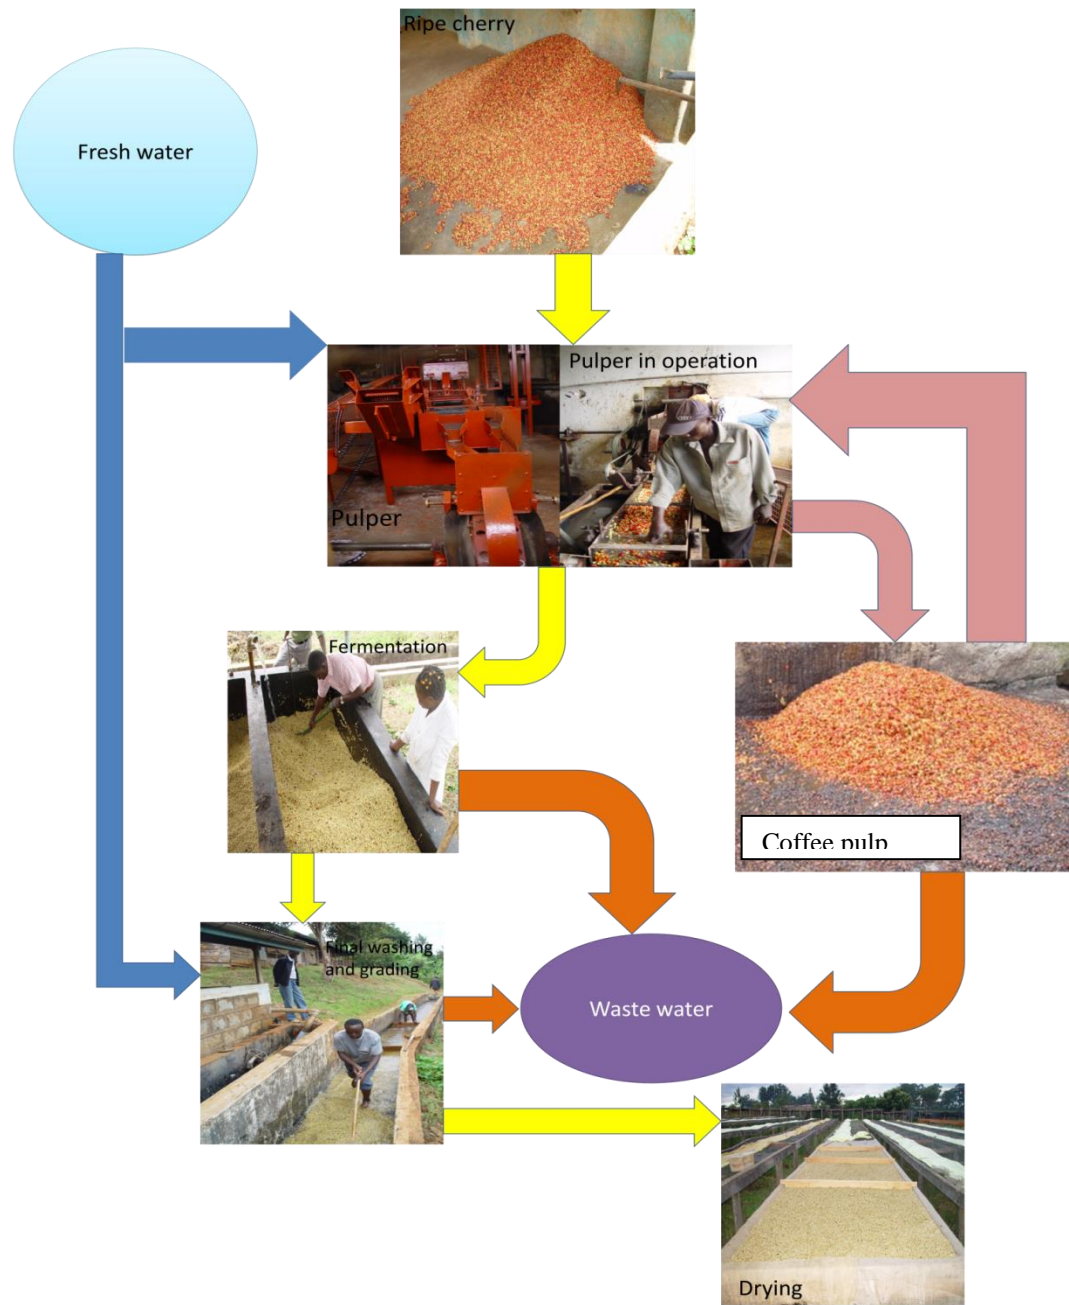 Ripe cherry
Fresh water
Pulper in operation
Pulper
Fermentation
Coffee pulp
Final washing
and grading
Waste water
Drying